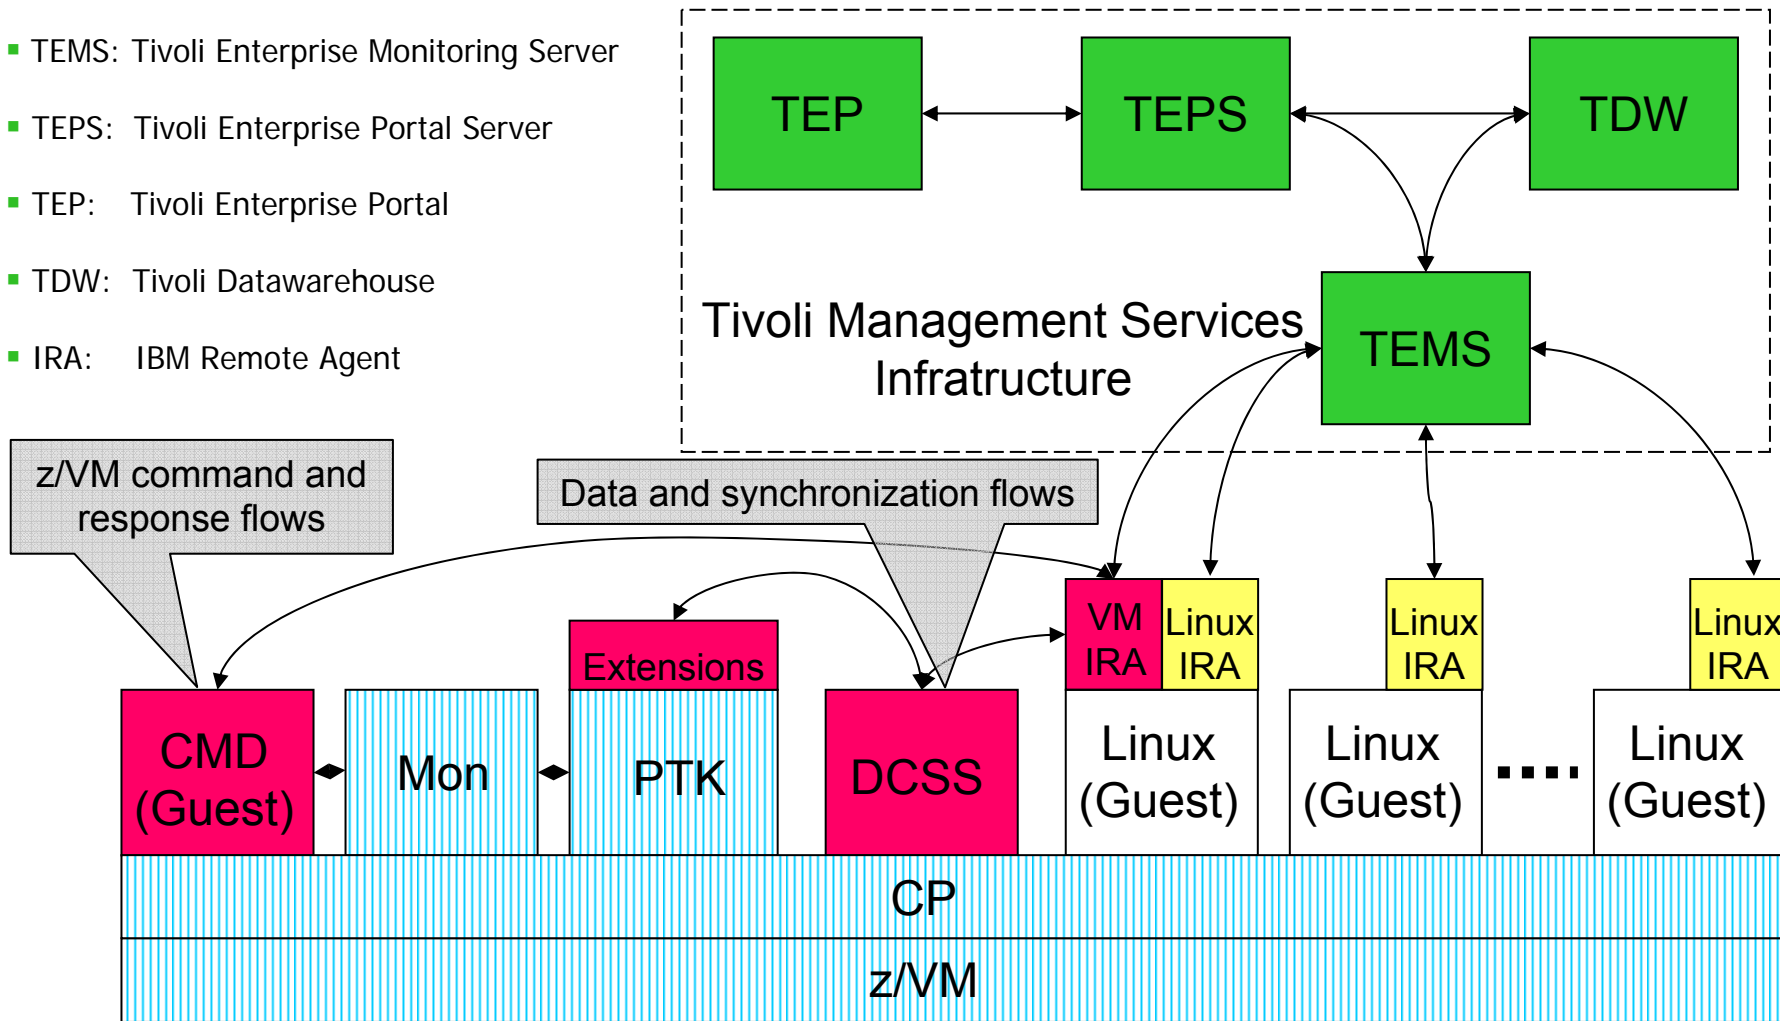 TEMS: Tivoli Enterprise Monitoring Server
TEPS: Tivoli Enterprise Portal Server
TEP: Tivoli Enterprise Portal
TDW: Tivoli Datawarehouse
IRA: IBM Remote Agent
TEP
TEPS
TDW
Tivoli Management Services
Infratructure
TEMS
z/VM command and
response flows
Data and synchronization flows
Extensions
VM
IRA
Linux
IRA
Linux
IRA
Linux
IRA
CMD
(Guest)
Mon
PTK
DCSS
Linux
(Guest)
Linux
(Guest)
Linux
(Guest)
CP
z/VM